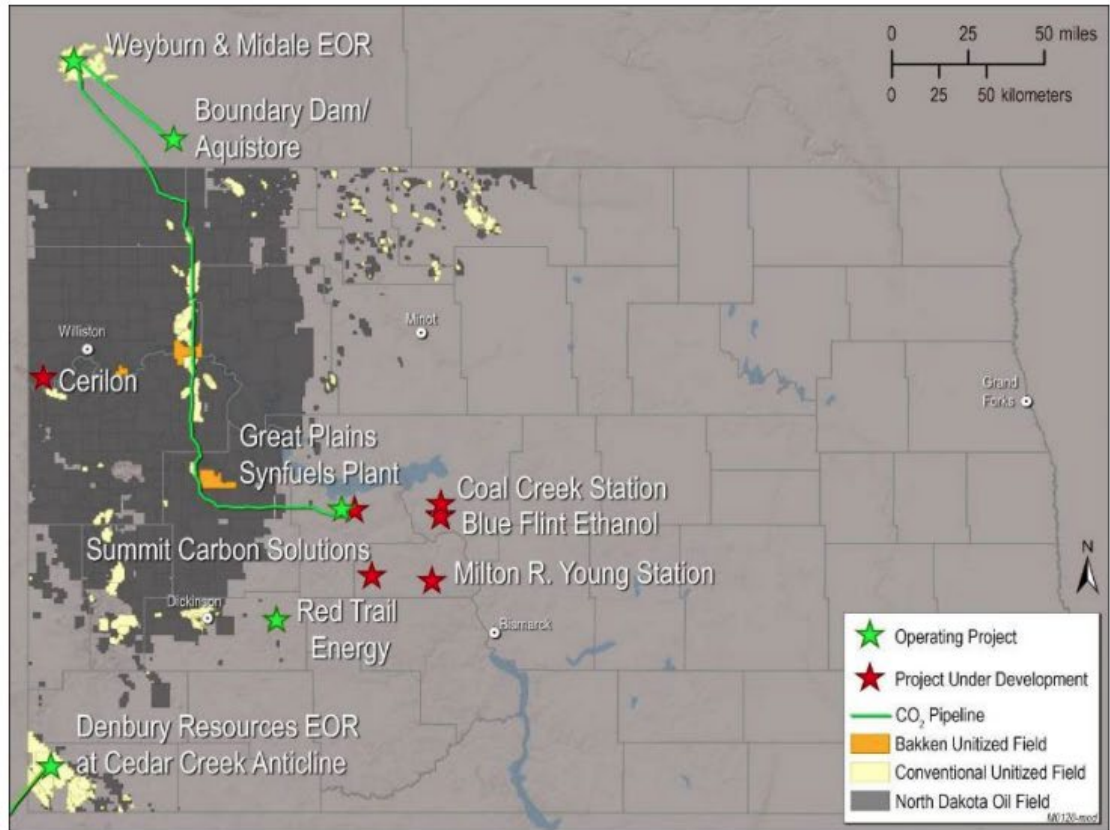 Weyburn & Midale EOR
0 25 50 miles
0 25 50 kilometers
Boundary Dam/
Aquistore
Williston
Minot
Cerilon
Grand
Forks
Great Plains
Synfuels Plant
Coal Creek Station
Blue Flint Ethanol
Summit Carbon Solutions
Milton R. Young Station
Dickinson
Red Trail
Energy
Bismarck
N
Denbury Resources EOR
at Cedar Creek Anticline
Operating Project
Project Under Development
CO₂ Pipeline
Bakken Unitized Field
Conventional Unitized Field
North Dakota Oil Field